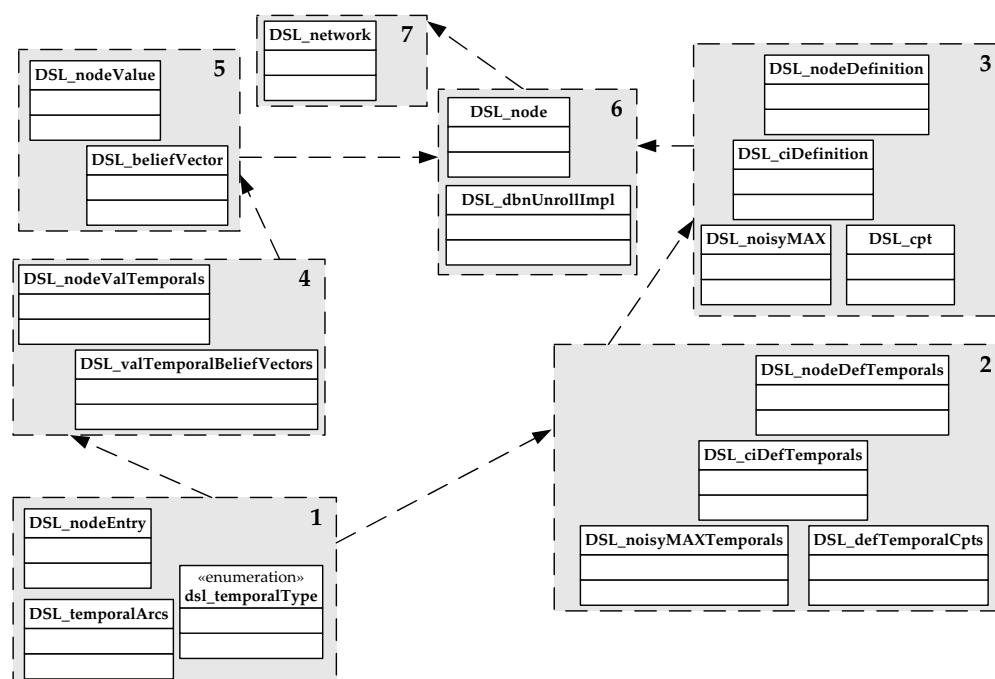 DSL_network
7
5
DSL_nodeValue
DSL_beliefVector
DSL_node
6
DSL_dbnUnrollImpl
3
DSL_nodeDefinition
DSL_ciDefinition
DSL_noisyMAX
DSL_cpt
DSL_nodeValTemporals
4
DSL_valTemporalBeliefVectors
2
DSL_nodeDefTemporals
DSL_ciDefTemporals
DSL_noisyMAXTemporals
DSL_defTemporalCpts
1
DSL_nodeEntry
«enumeration»
dsl_temporalType
DSL_temporalArcs